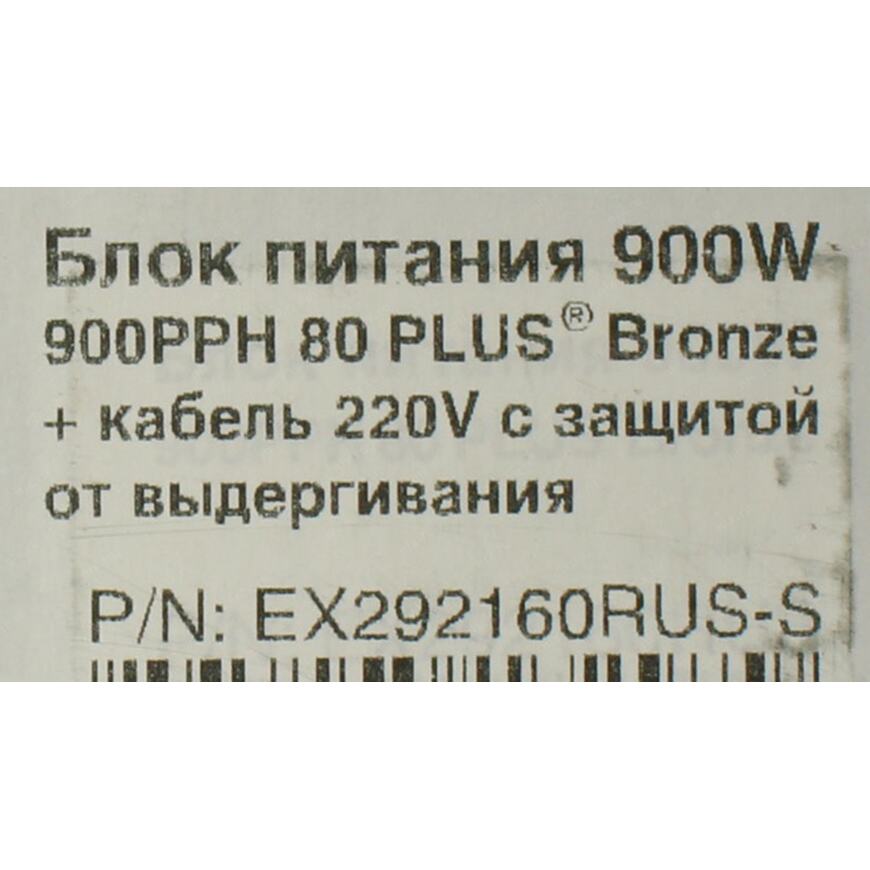 Блок питания 900W
900PPH 80 PLUS® Bronze
+ кабель 220V с защитой
от выдергивания
P/N: EX292160RUS-S